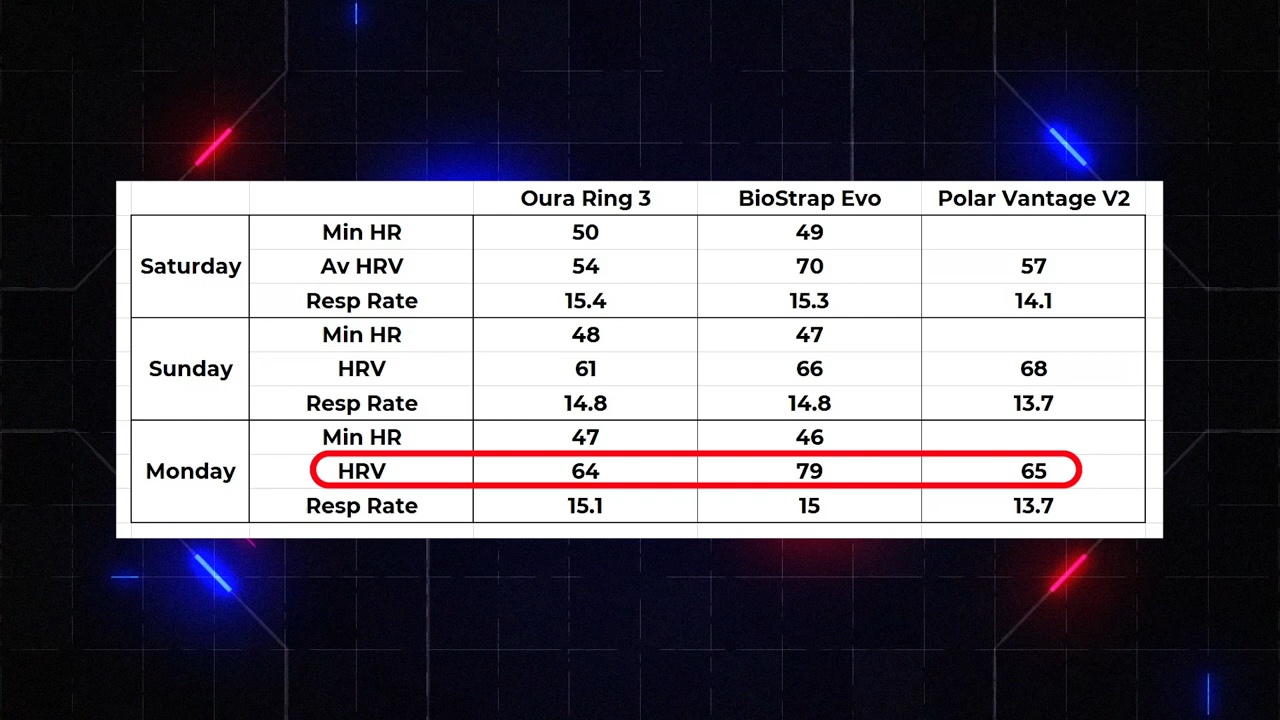 Oura Ring 3 BioStrap Evo Polar Vantage V2
Min HR 50 49
Saturday Av HRV 54 70 57
Resp Rate 15.4 15.3 14.1
Min HR 48 47
Sunday HRV 61 66 68
Resp Rate 14.8 14.8 13.7
Min HR 47 46
Monday HRV 64 79 65
Resp Rate 15.1 15 13.7